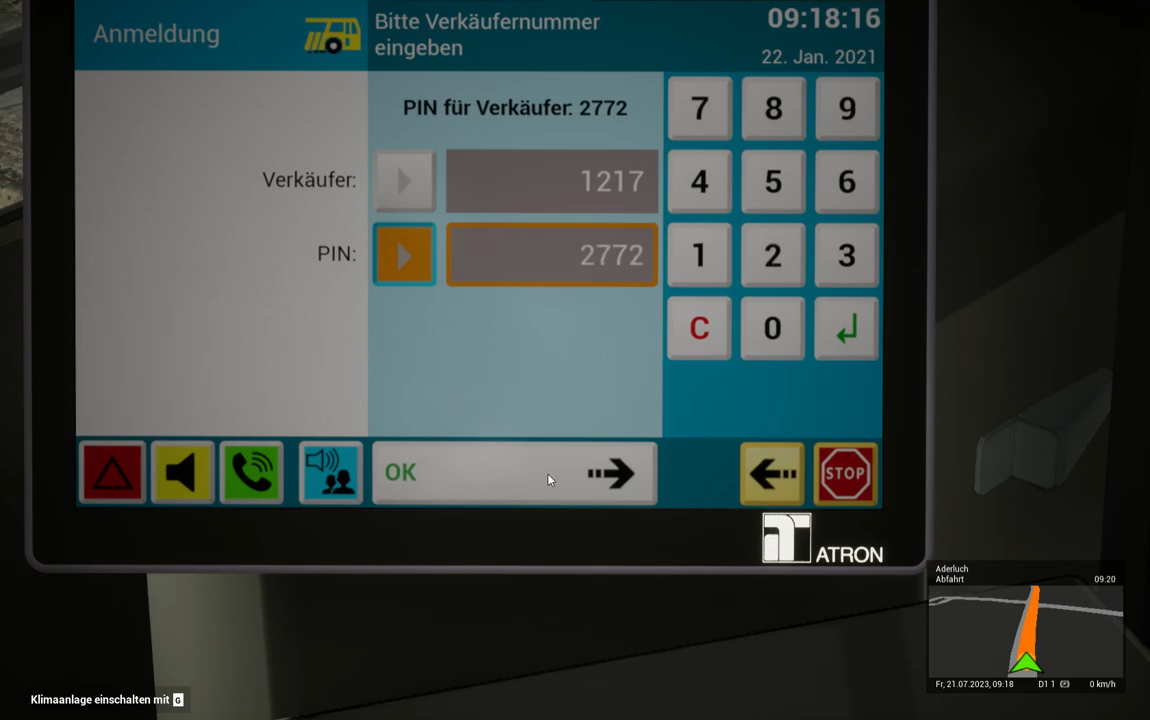 Anmeldung
Bitte Verkäufernummer
eingeben
09:18:16
22. Jan. 2021
PIN für Verkäufer: 2772
Verkäufer:
1217
PIN:
2772
7 8 9
4 5 6
1 2 3
C 0
OK
STOP
ATRON
Aderluch
Abfahrt 09:20
Fr, 21.07.2023, 09:18 D1 1 P 0 km/h
Klimaanlage einschalten mit G